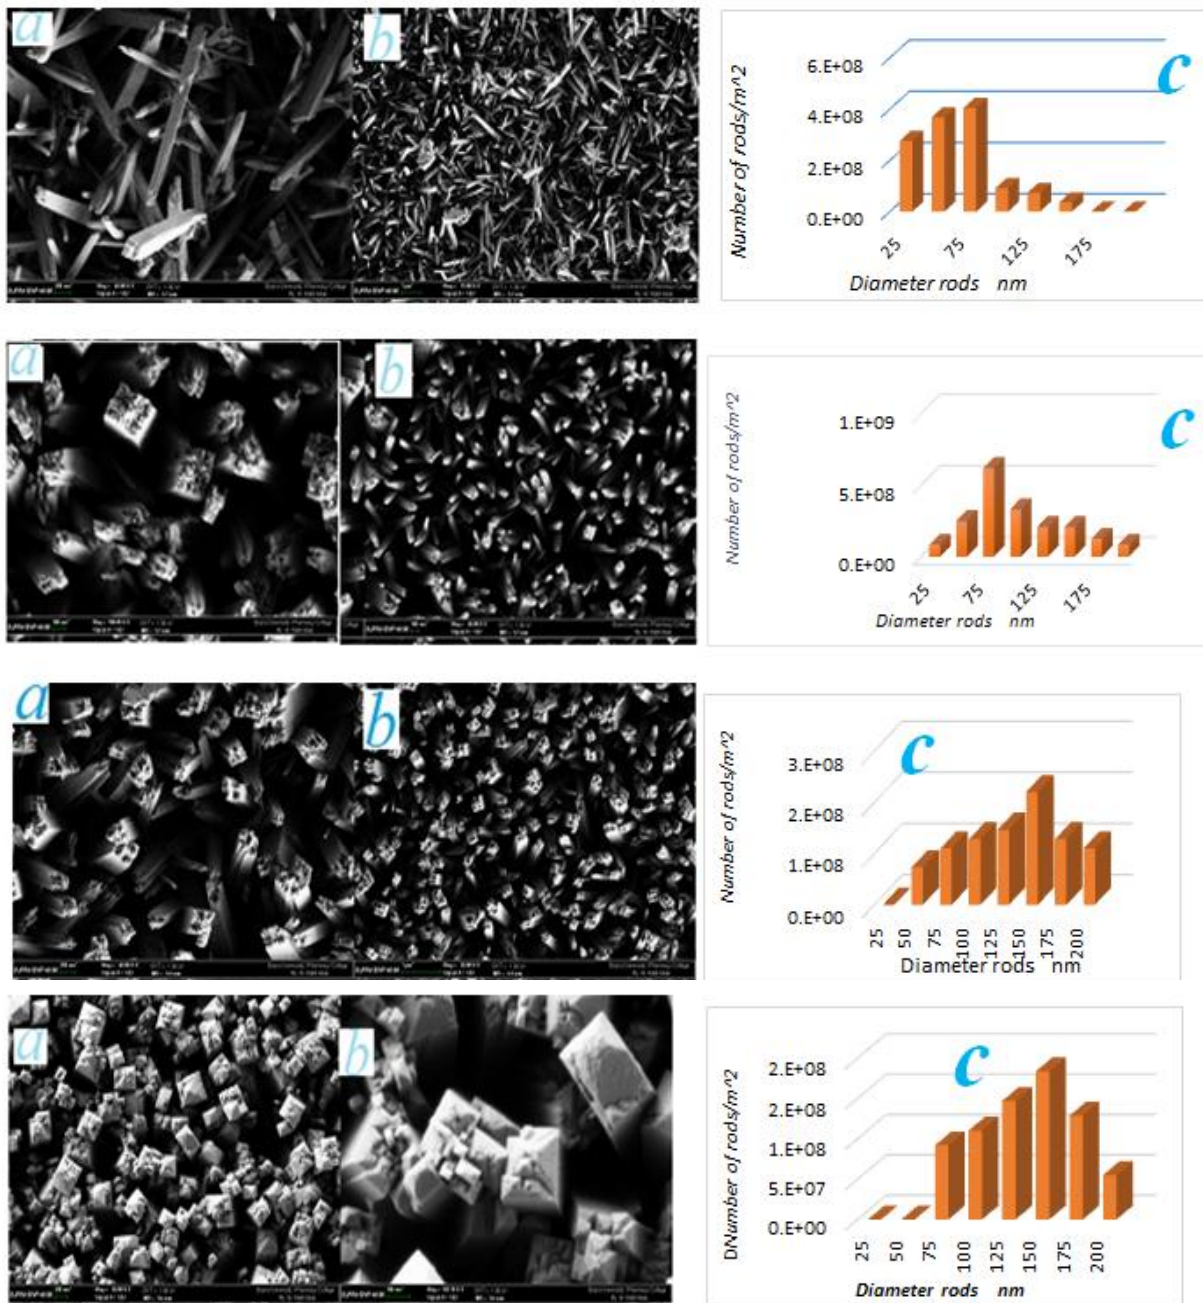 a
b
c
Number of rods/m^2
6.E+08
4.E+08
2.E+08
0.E+00
25
75
125
175
Diameter rods nm
a
b
c
Number of rods/m^2
1.E+09
5.E+08
0.E+00
25
75
125
175
Diameter rods nm
a
b
c
Number of rods/m^2
3.E+08
2.E+08
1.E+08
0.E+00
25
50
75
100
125
150
175
200
Diameter rods nm
a
b
c
DNumber of rods/m^2
2.E+08
2.E+08
1.E+08
5.E+07
0.E+00
25
50
75
100
125
150
175
200
Diameter rods nm